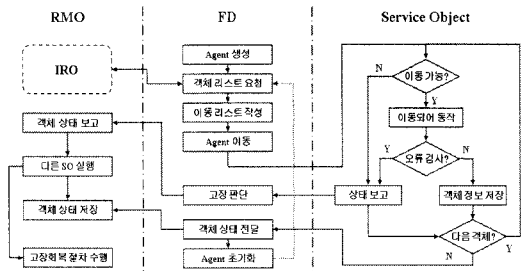 RMO
FD
Service Object
IRO
객체 상태 보고
다른 SO 실행
객체 상태 저장
고장회복 절차 수행
Agent 생성
객체 리스트 요청
이동 리스트 작성
Agent 이동
고장 판단
객체 상태 전달
Agent 초기화
이동 가능?
N
Y
이동되어 동작
오류 검사?
Y
N
상태 보고
객체 정보 저장
다음 객체?
N
Y